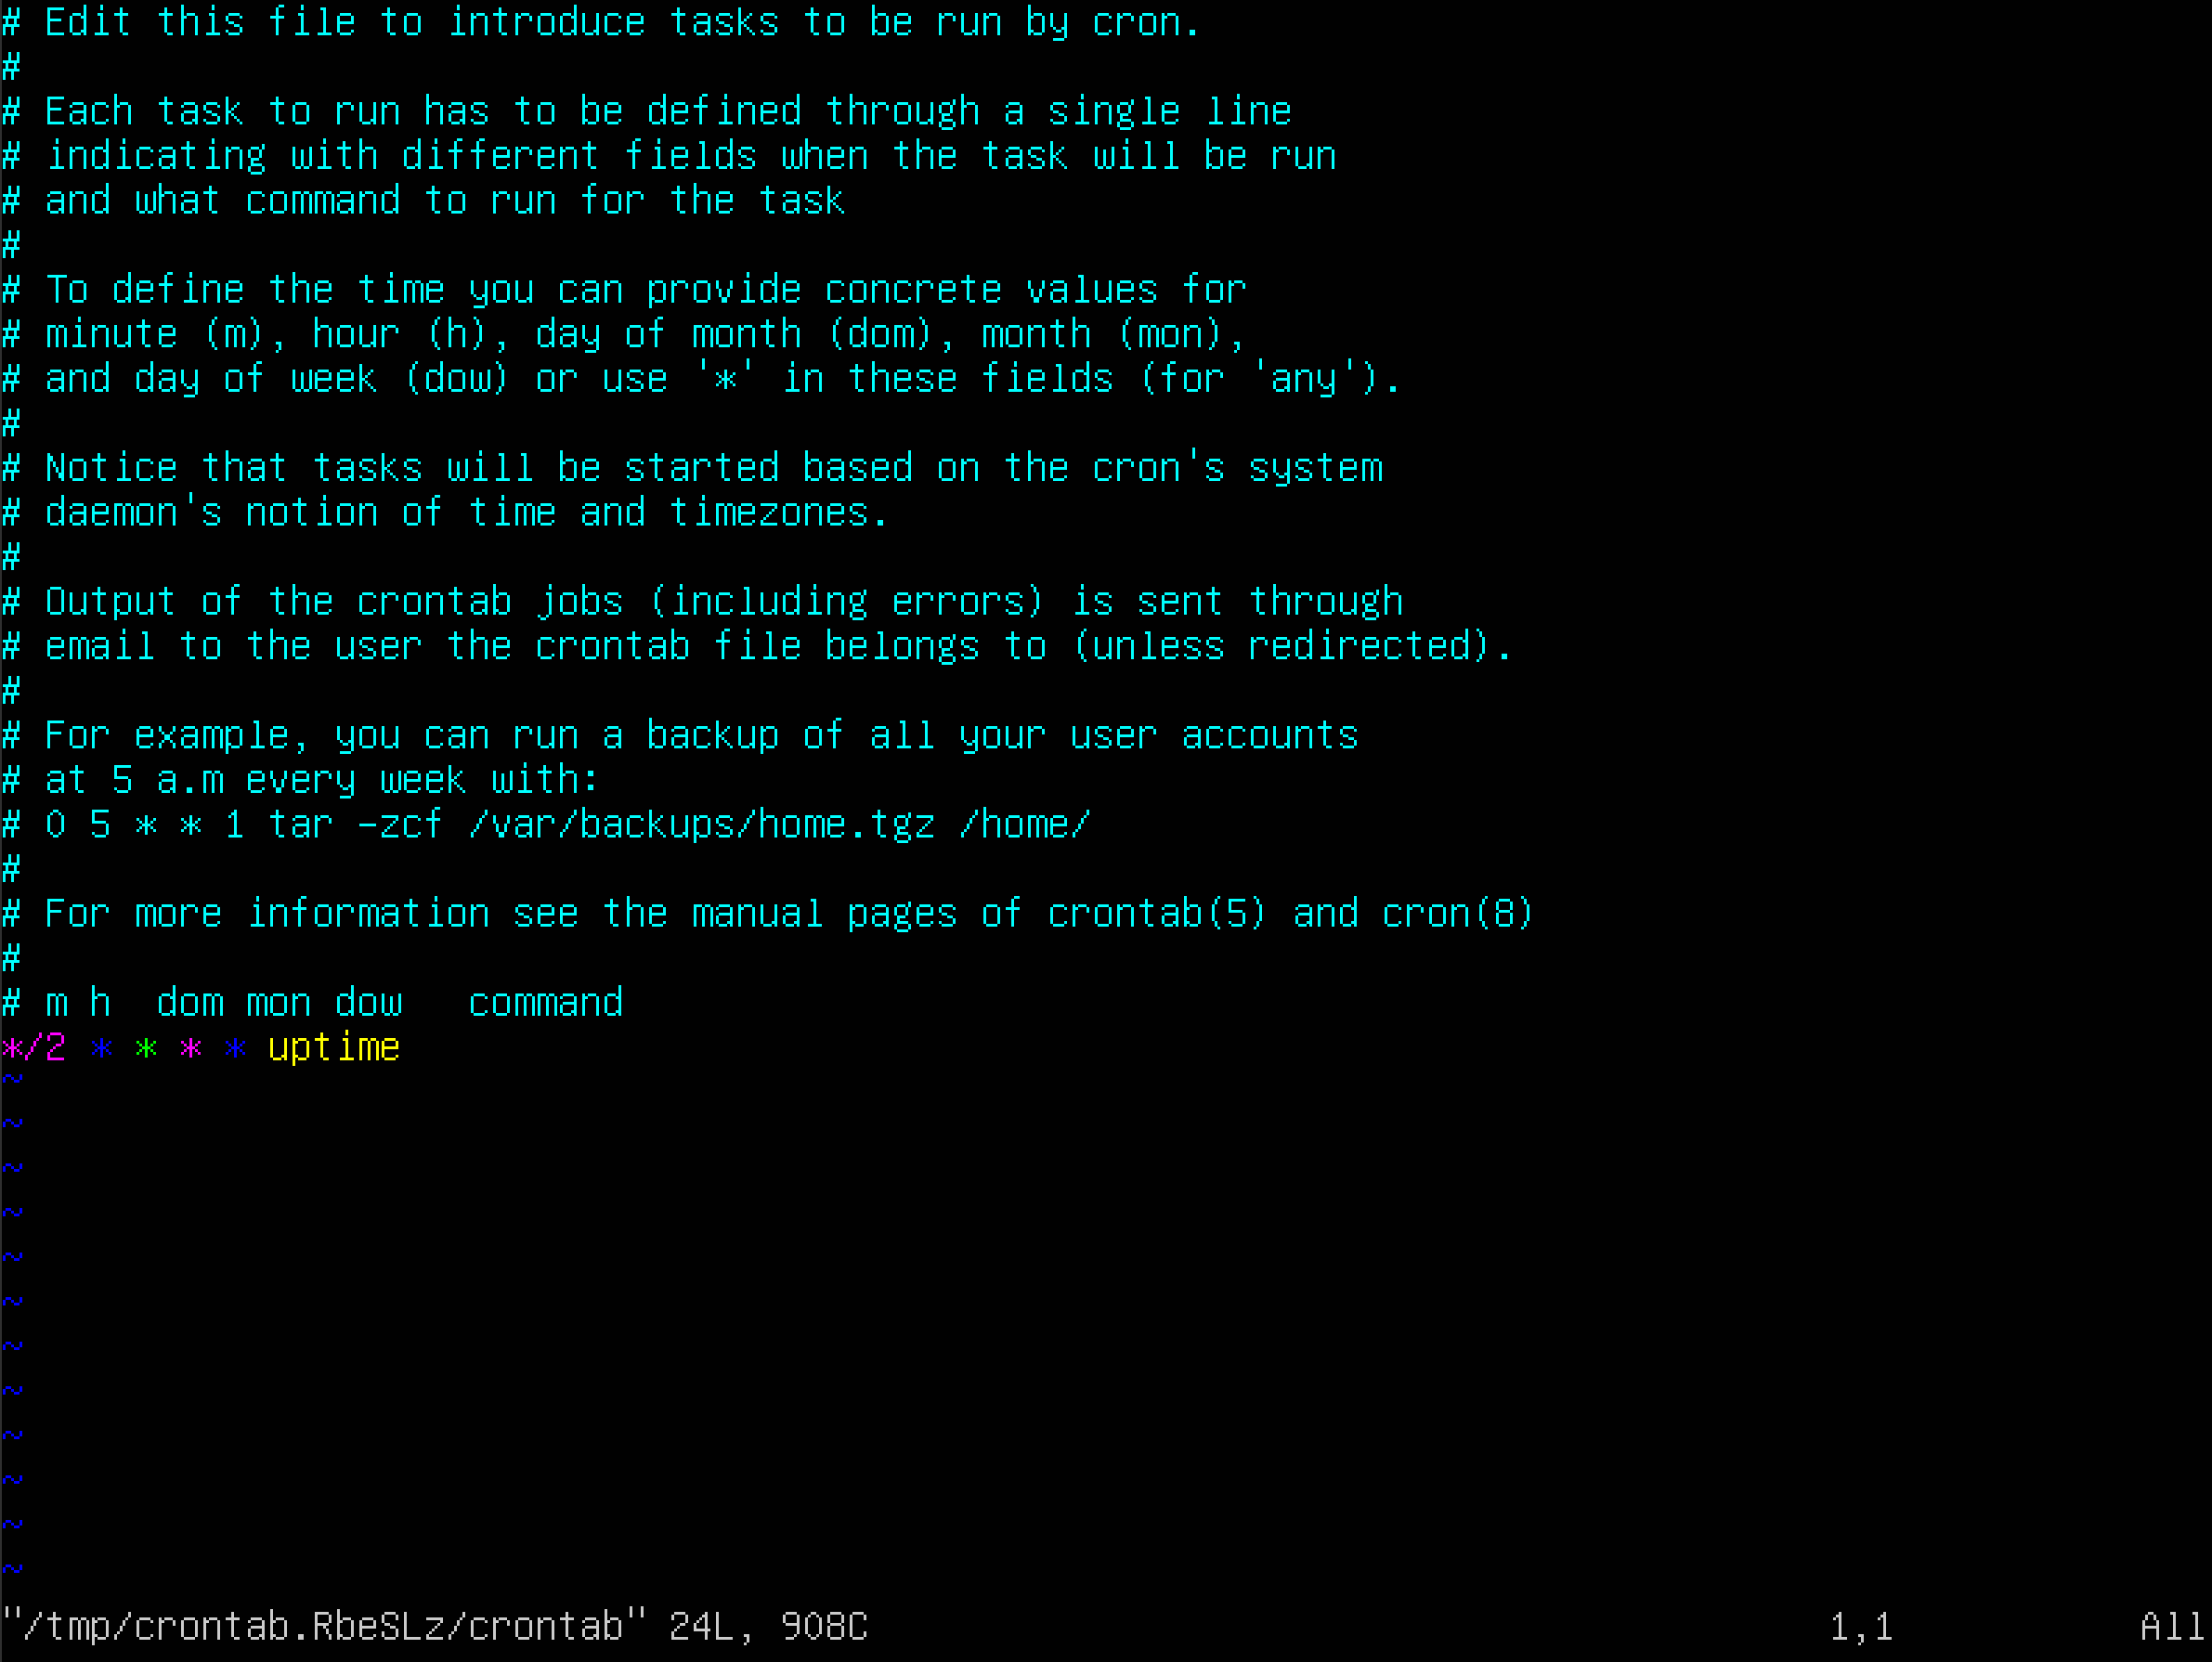 # Edit this file to introduce tasks to be run by cron.
#
# Each task to run has to be defined through a single line
# indicating with different fields when the task will be run
# and what command to run for the task
#
# To define the time you can provide concrete values for
# minute (m), hour (h), day of month (dom), month (mon),
# and day of week (dow) or use '*' in these fields (for 'any').
#
# Notice that tasks will be started based on the cron's system
# daemon's notion of time and timezones.
#
# Output of the crontab jobs (including errors) is sent through
# email to the user the crontab file belongs to (unless redirected).
#
# For example, you can run a backup of all your user accounts
# at 5 a.m every week with:
# 0 5 * * 1 tar -zcf /var/backups/home.tgz /home/
#
# For more information see the manual pages of crontab(5) and cron(8)
#
# m h  dom mon dow   command
*/2 * * * * uptime
~
~
~
~
~
~
~
~
~
~
~
~
"/tmp/crontab.RbeSLz/crontab" 24L, 908C 1,1 All